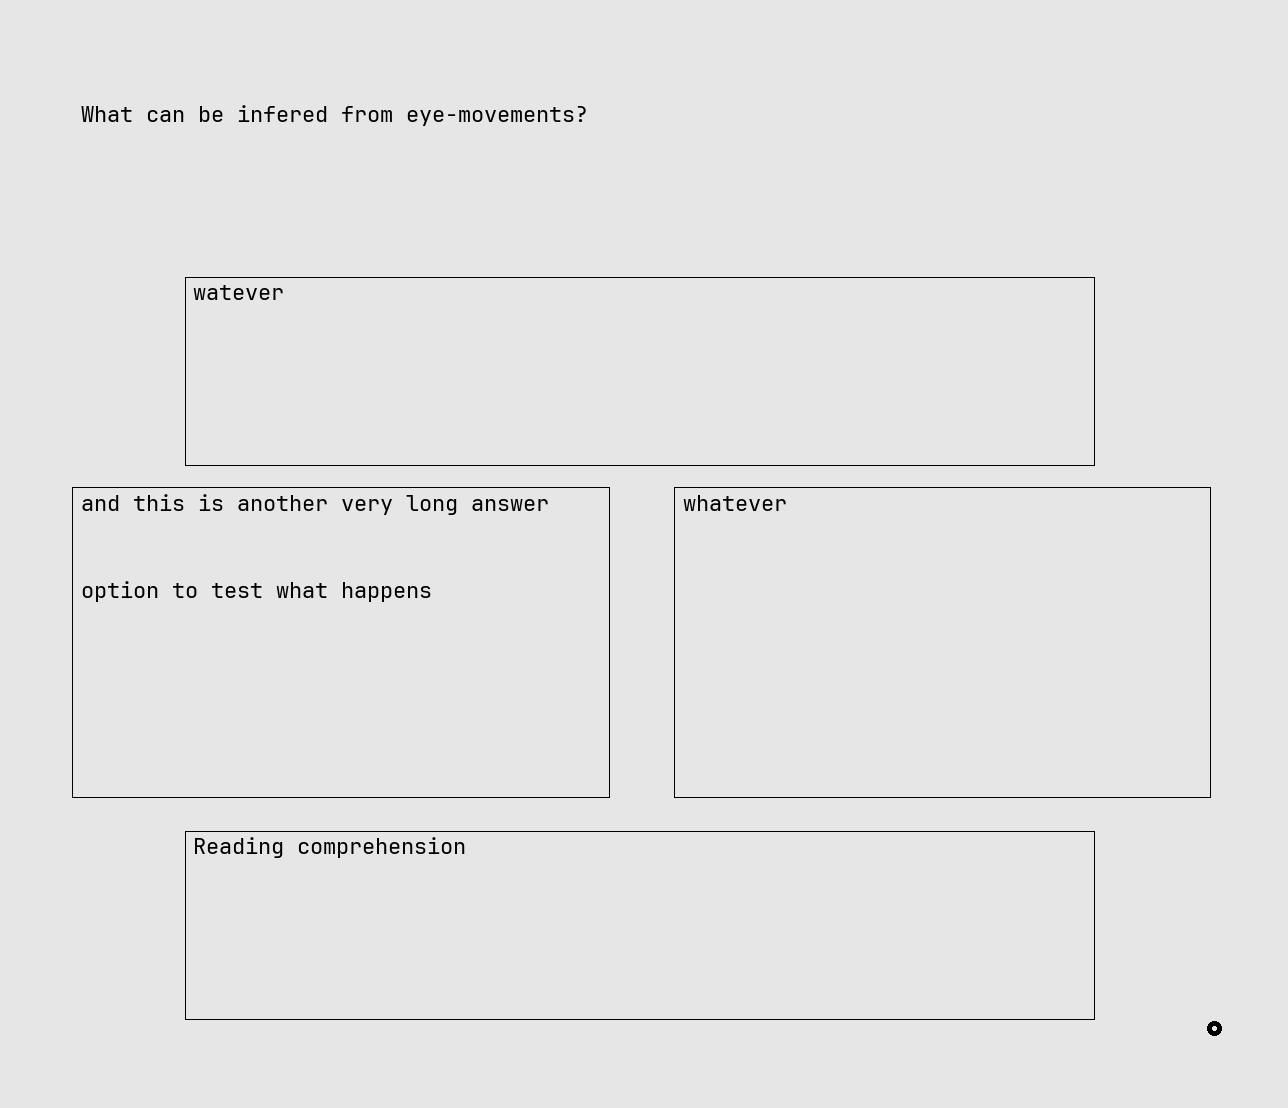 What can be infered from eye-movements?
watever
and this is another very long answer
option to test what happens
whatever
Reading comprehension